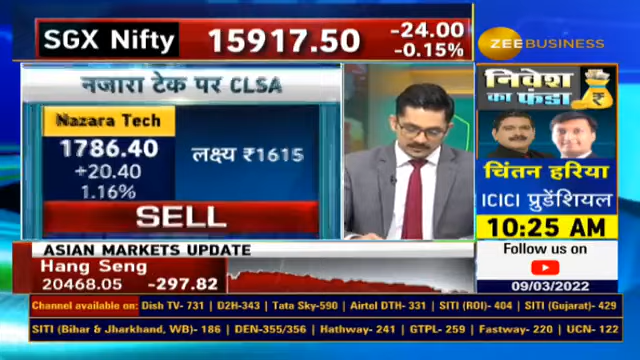 SGX Nifty 15917.50 -24.00
-0.15%
ZEE BUSINESS
नजारा टेक पर CLSA
Nazara Tech
1786.40
+20.40
1.16%
लक्ष्य ₹1615
SELL
निवेश
का फंडा
चिंतन हरिया
ICICI प्रुडेंशियल
10:25 AM
Follow us on
09/03/2022
ASIAN MARKETS UPDATE
Hang Seng
20468.05 -297.82
Channel available on: Dish TV- 731 | D2H-343 | Tata Sky-590 | Airtel DTH- 331 | SITI (ROI)- 404 | SITI (Gujarat)- 429
SITI (Bihar & Jharkhand, WB)- 186 | DEN-355/356 | Hathway- 241 | GTPL- 259 | Fastway- 220 | UCN- 122